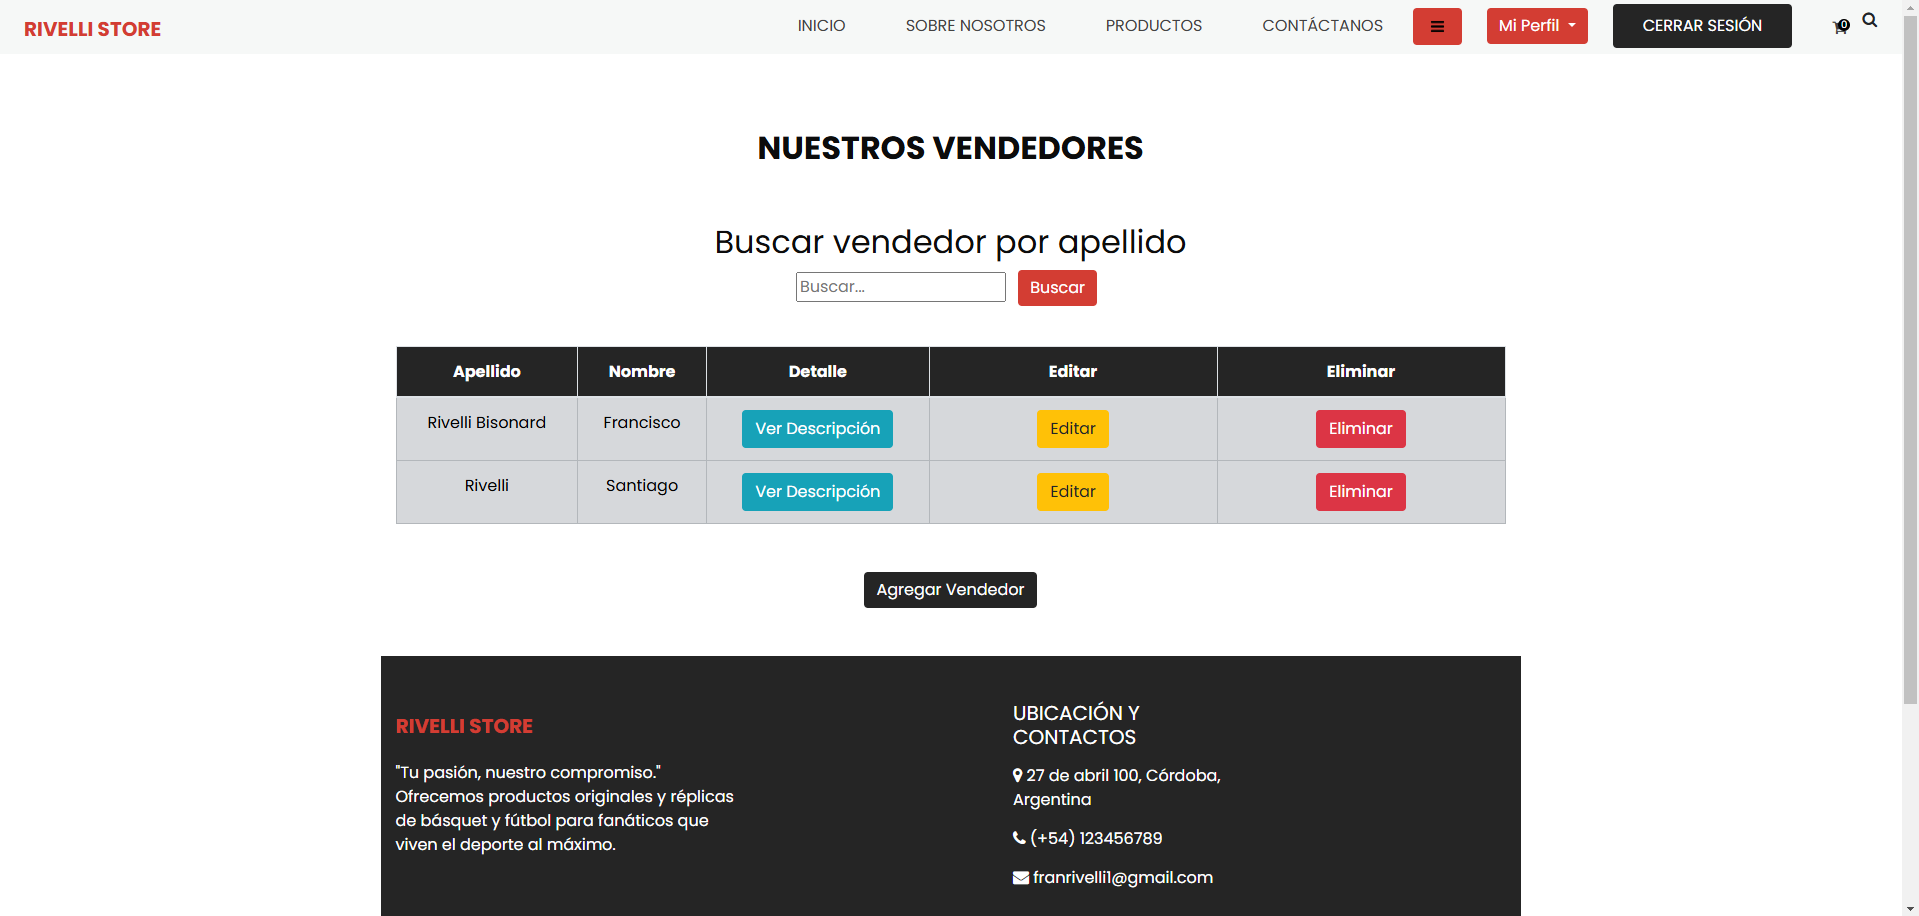 RIVELLI STORE
INICIO
SOBRE NOSOTROS
PRODUCTOS
CONTÁCTANOS
Mi Perfil
CERRAR SESIÓN
0
NUESTROS VENDEDORES
Buscar vendedor por apellido
Buscar...
Buscar
Apellido Nombre Detalle Editar Eliminar
Rivelli Bisonard Francisco Ver Descripción Editar Eliminar
Rivelli Santiago Ver Descripción Editar Eliminar
Agregar Vendedor
RIVELLI STORE
"Tu pasión, nuestro compromiso."
Ofrecemos productos originales y réplicas
de básquet y fútbol para fanáticos que
viven el deporte al máximo.
UBICACIÓN Y
CONTACTOS
27 de abril 100, Córdoba,
Argentina
(+54) 123456789
franrivelli1@gmail.com